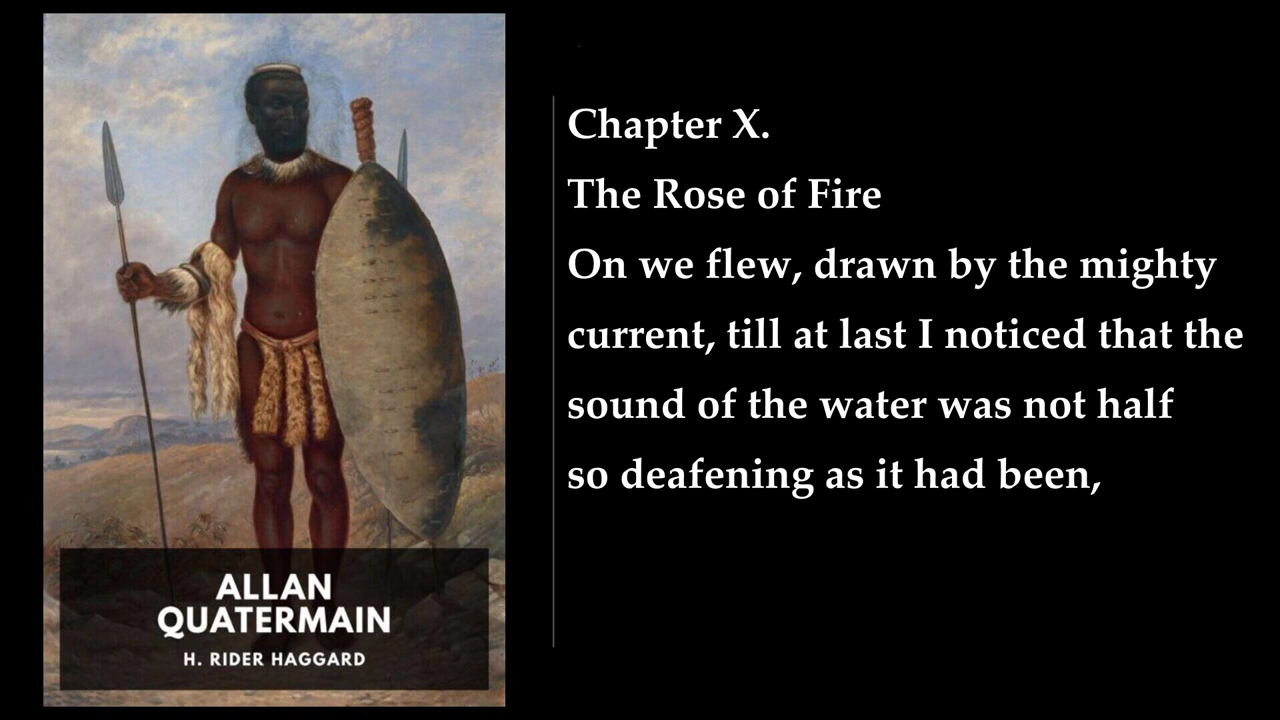 ALLAN
QUATERMAIN
H. RIDER HAGGARD
Chapter X.
The Rose of Fire
On we flew, drawn by the mighty
current, till at last I noticed that the
sound of the water was not half
so deafening as it had been,